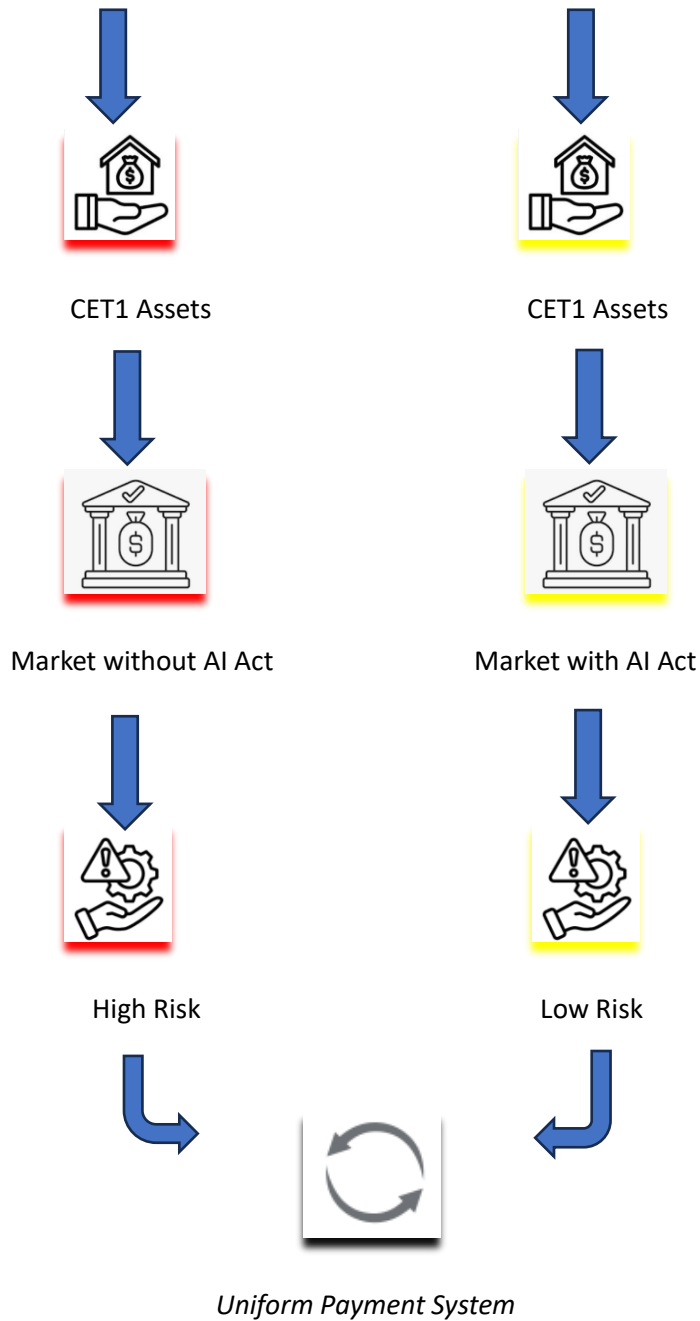 CET1 Assets
CET1 Assets
Market without AI Act
Market with AI Act
High Risk
Low Risk
Uniform Payment System